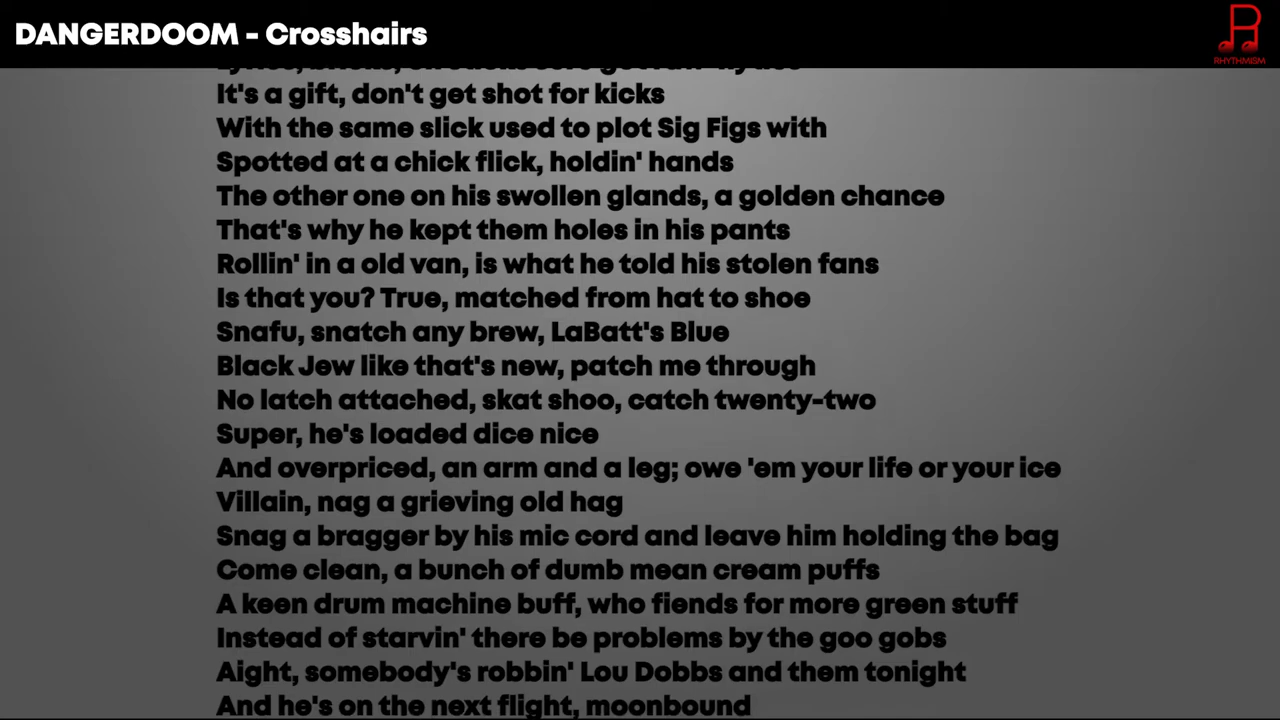 DANGERDOOM - Crosshairs
RHYTHMISM
It's a gift, don't get shot for kicks
With the same slick used to plot Sig Figs with
Spotted at a chick flick, holdin' hands
The other one on his swollen glands, a golden chance
That's why he kept them holes in his pants
Rollin' in a old van, is what he told his stolen fans
Is that you? True, matched from hat to shoe
Snafu, snatch any brew, LaBatt's Blue
Black Jew like that's new, patch me through
No latch attached, skat shoo, catch twenty-two
Super, he's loaded dice nice
And overpriced, an arm and a leg; owe 'em your life or your ice
Villain, nag a grieving old hag
Snag a bragger by his mic cord and leave him holding the bag
Come clean, a bunch of dumb mean cream puffs
A keen drum machine buff, who fiends for more green stuff
Instead of starvin' there be problems by the goo gobs
Aight, somebody's robbin' Lou Dobbs and them tonight
And he's on the next flight, moonbound